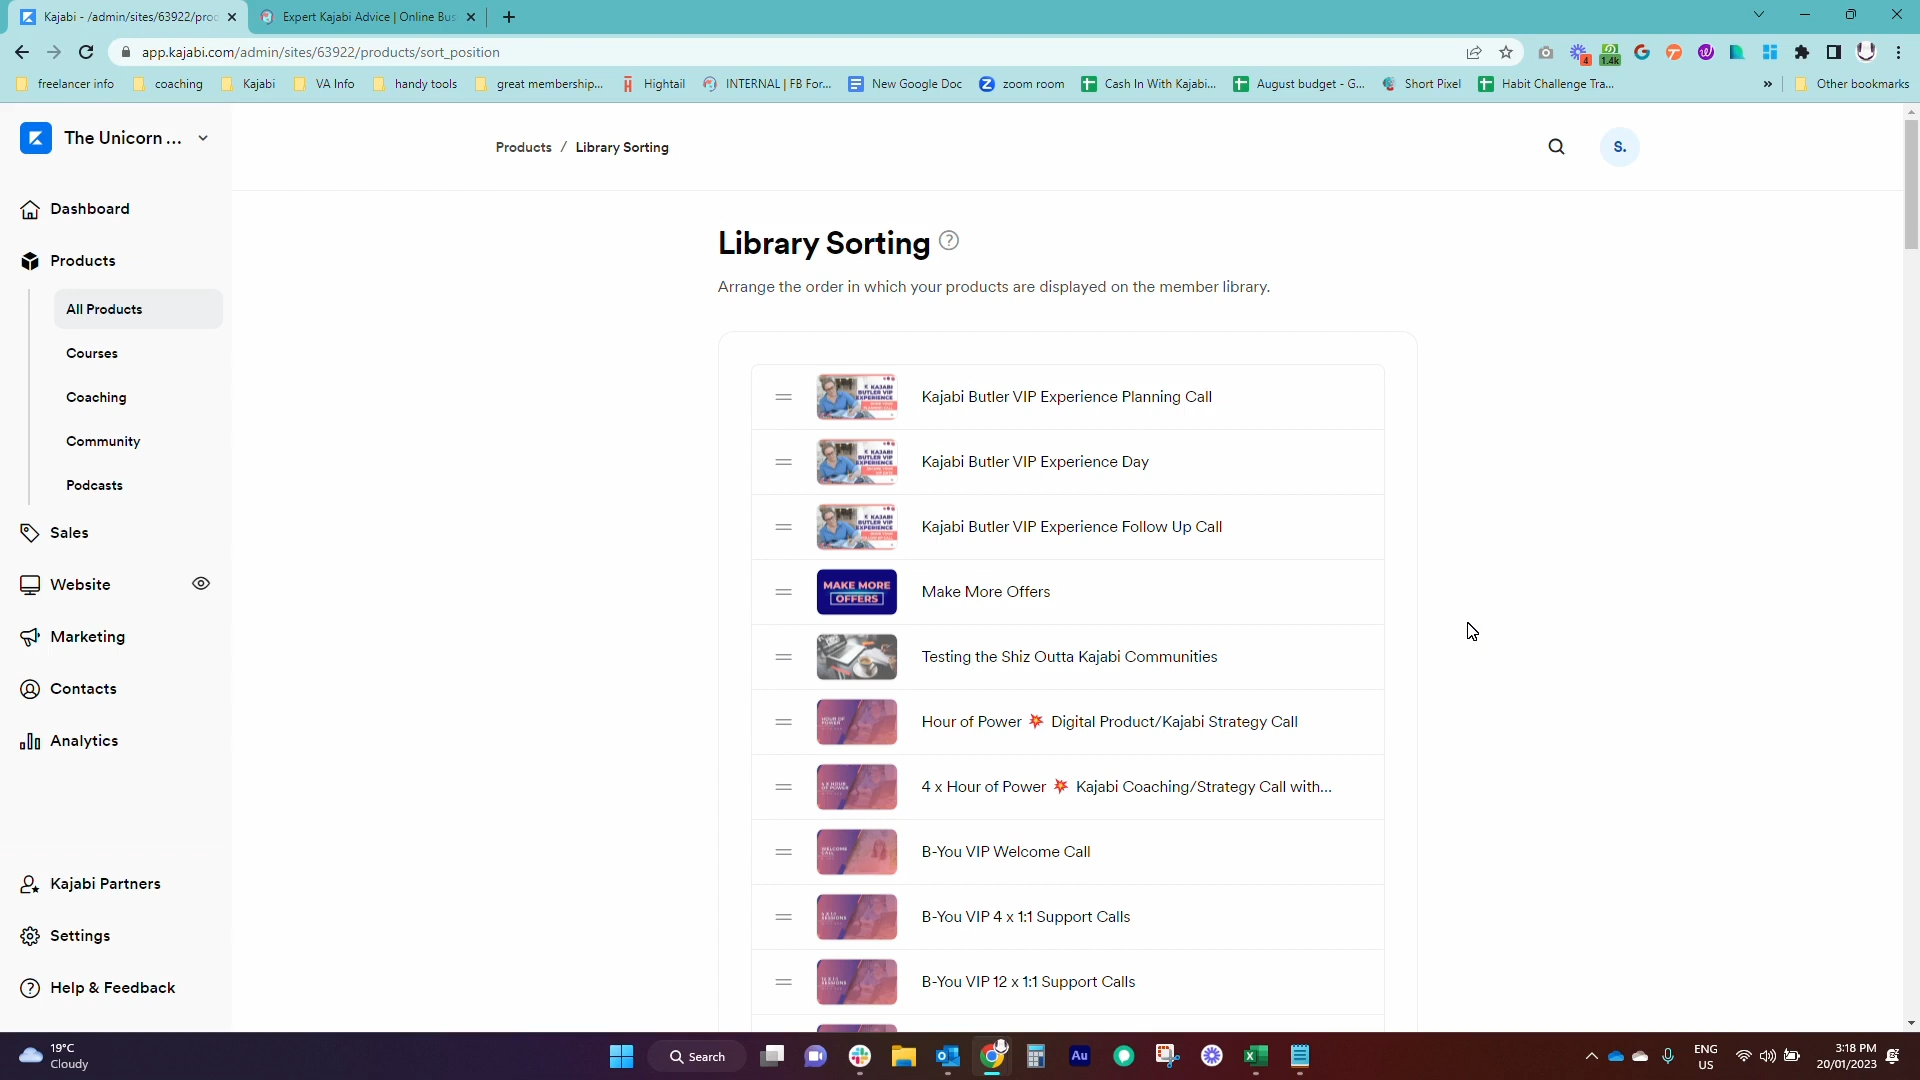 Kajabi - /admin/sites/63922/proc
Expert Kajabi Advice | Online Bus
app.kajabi.com/admin/sites/63922/products/sort_position
4
1.4k
freelancer info
coaching
Kajabi
VA Info
handy tools
great membership...
Hightail
INTERNAL | FB For...
New Google Doc
zoom room
Cash In With Kajabi...
August budget - G...
Short Pixel
Habit Challenge Tra...
»
Other bookmarks
The Unicorn ...
Products / Library Sorting
S.
Dashboard
Products
All Products
Courses
Coaching
Community
Podcasts
Sales
Website
Marketing
Contacts
Analytics
Kajabi Partners
Settings
Help & Feedback
Library Sorting
Arrange the order in which your products are displayed on the member library.
Kajabi Butler VIP Experience Planning Call
Kajabi Butler VIP Experience Day
Kajabi Butler VIP Experience Follow Up Call
MAKE MORE
OFFERS
Make More Offers
Testing the Shiz Outta Kajabi Communities
Hour of Power 💥 Digital Product/Kajabi Strategy Call
4 x Hour of Power 💥 Kajabi Coaching/Strategy Call with...
B-You VIP Welcome Call
B-You VIP 4 x 1:1 Support Calls
B-You VIP 12 x 1:1 Support Calls
19°C
Cloudy
Search
Au
ENG
US
3:18 PM
20/01/2023